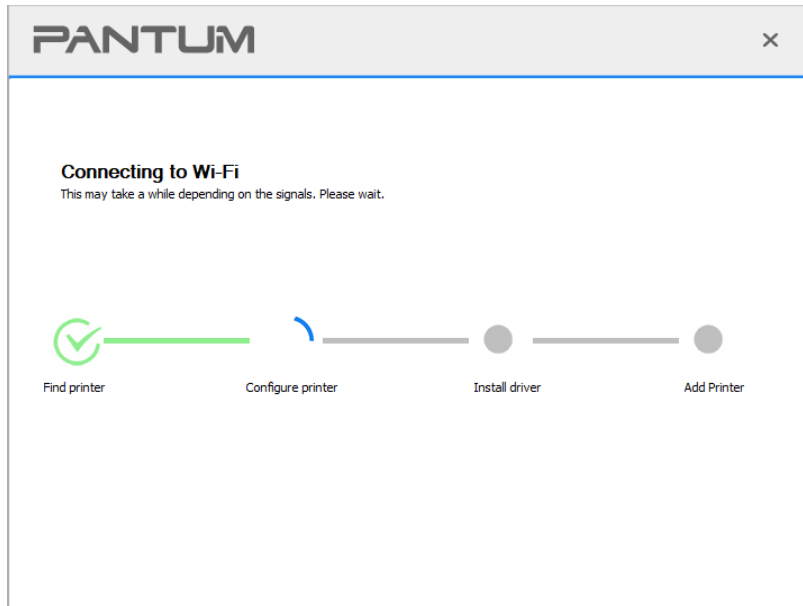 PANTUM
Connecting to Wi-Fi
This may take a while depending on the signals. Please wait.
Find printer
Configure printer
Install driver
Add Printer